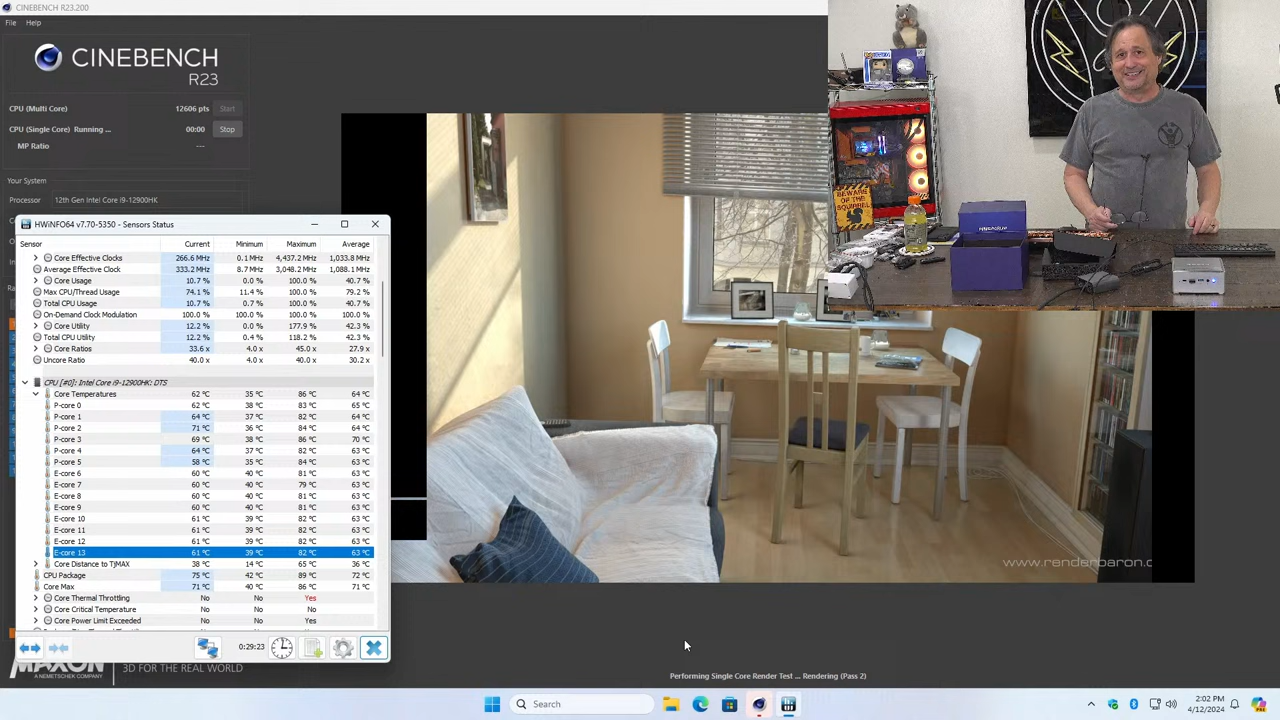 CINEBENCH R23.200
File Help
CINEBENCH
R23
CPU (Multi Core) 12606 pts Start
CPU (Single Core) Running ... 00:00 Stop
MP Ratio ---
Your System
Processor 12th Gen Intel Core i9-12900HK
HWiNFO64 v7.70-5350 - Sensors Status
Sensor Current Minimum Maximum Average
Core Effective Clocks 266.6 MHz 0.1 MHz 4,437.2 MHz 1,033.8 MHz
Average Effective Clock 333.2 MHz 8.7 MHz 3,048.2 MHz 1,088.1 MHz
Core Usage 10.7 % 0.0 % 100.0 % 40.7 %
Max CPU/Thread Usage 74.1 % 11.4 % 100.0 % 79.2 %
Total CPU Usage 10.7 % 0.7 % 100.0 % 40.7 %
On-Demand Clock Modulation 100.0 % 100.0 % 100.0 % 100.0 %
Core Utility 12.2 % 0.0 % 177.9 % 42.3 %
Total CPU Utility 12.2 % 0.4 % 118.2 % 42.3 %
Core Ratios 33.6 x 4.0 x 45.0 x 27.9 x
Uncore Ratio 40.0 x 4.0 x 40.0 x 30.2 x
CPU [#0]: Intel Core i9-12900HK: DTS
Core Temperatures 62 °C 35 °C 86 °C 64 °C
P-core 0 62 °C 38 °C 83 °C 65 °C
P-core 1 64 °C 37 °C 82 °C 64 °C
P-core 2 71 °C 36 °C 84 °C 64 °C
P-core 3 69 °C 38 °C 86 °C 70 °C
P-core 4 64 °C 37 °C 82 °C 63 °C
P-core 5 58 °C 35 °C 84 °C 63 °C
E-core 6 60 °C 40 °C 81 °C 63 °C
E-core 7 60 °C 40 °C 79 °C 63 °C
E-core 8 60 °C 40 °C 81 °C 63 °C
E-core 9 60 °C 40 °C 81 °C 63 °C
E-core 10 61 °C 39 °C 82 °C 63 °C
E-core 11 61 °C 39 °C 82 °C 63 °C
E-core 12 61 °C 39 °C 82 °C 63 °C
E-core 13 61 °C 39 °C 82 °C 63 °C
Core Distance to TjMAX 38 °C 14 °C 65 °C 36 °C
CPU Package 75 °C 42 °C 89 °C 72 °C
Core Max 71 °C 40 °C 86 °C 71 °C
Core Thermal Throttling No No Yes
Core Critical Temperature No No No
Core Power Limit Exceeded No No Yes
0:29:23
MAXON
A NEMETSCHEK COMPANY
3D FOR THE REAL WORLD
BEWARE
OF THE
SQUIRREL
www.renderbaron.c
Performing Single Core Render Test ... Rendering (Pass 2)
Search
2:02 PM
4/12/2024